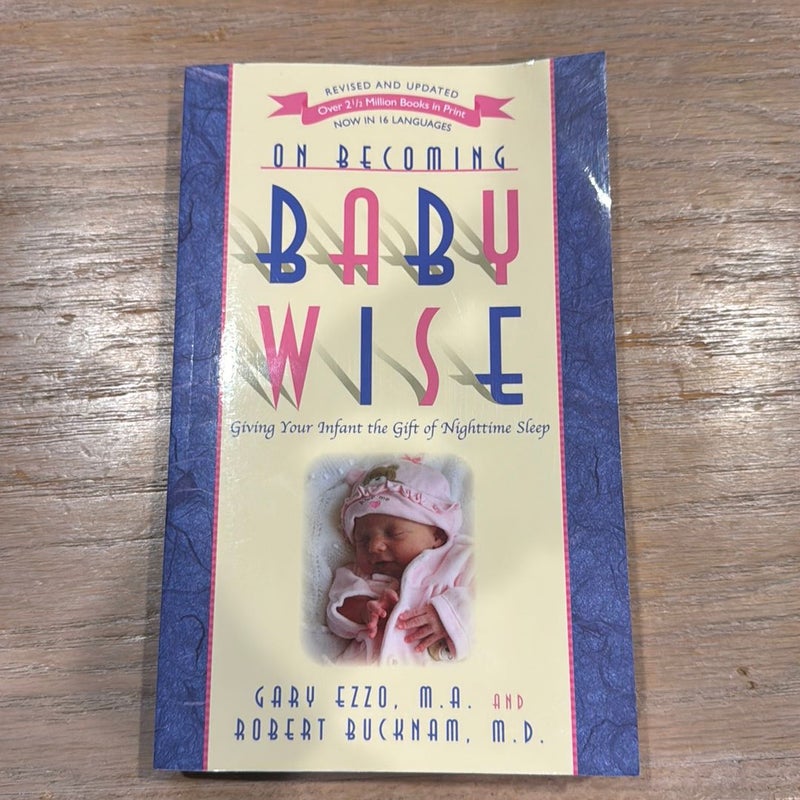 REVISED AND UPDATED
Over 2½ Million Books in Print
NOW IN 16 LANGUAGES
ON BECOMING
BABY
WISE
Giving Your Infant the Gift of Nighttime Sleep
GARY EZZO, M.A. AND
ROBERT BUCKNAM, M.D.